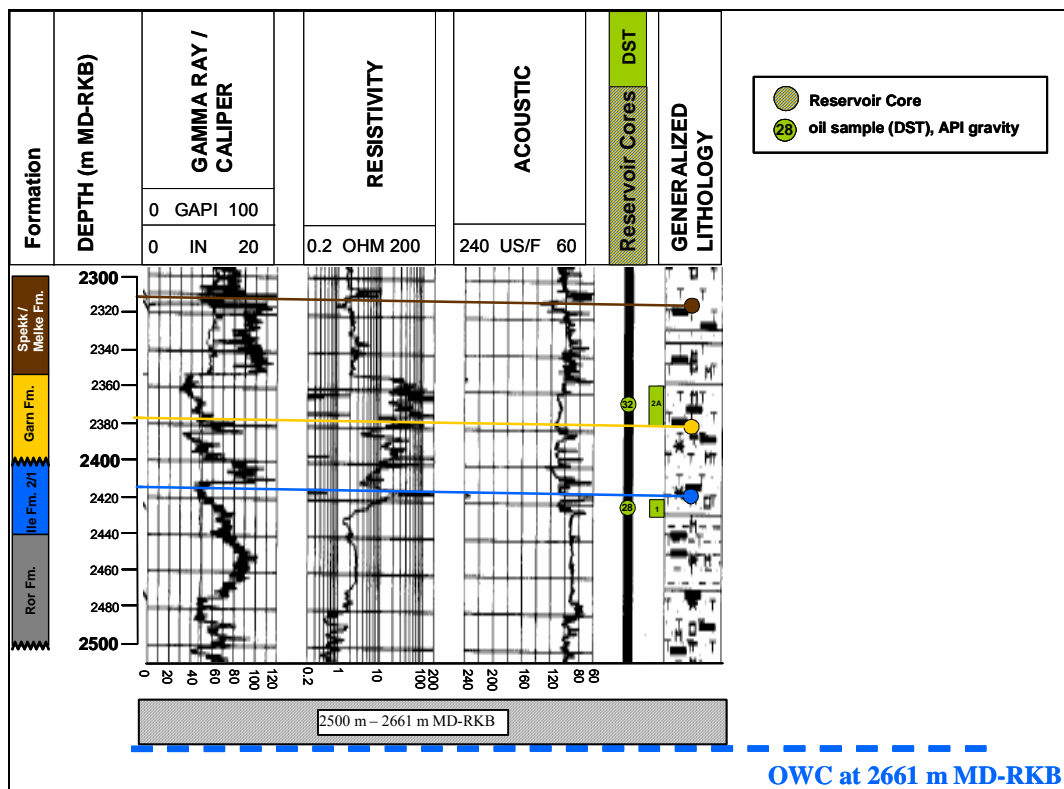 Formation
DEPTH (m MD-RKB)
GAMMA RAY /
CALIPER
0 GAPI 100
0 IN 20
RESISTIVITY
0.2 OHM 200
ACOUSTIC
240 US/F 60
DST
Reservoir Cores
GENERALIZED
LITHOLOGY
Reservoir Core
28 oil sample (DST), API gravity
Spekk /
Melke Fm.
Garn Fm.
Ile Fm. 2/1
Ror Fm.
2300
2320
2340
2360
2380
2400
2420
2440
2460
2480
2500
32
2A
28
1
0 20 40 60 80 100 120
0.2 1 10 100 200
240 200 160 120 80 60
2500 m – 2661 m MD-RKB
OWC at 2661 m MD-RKB